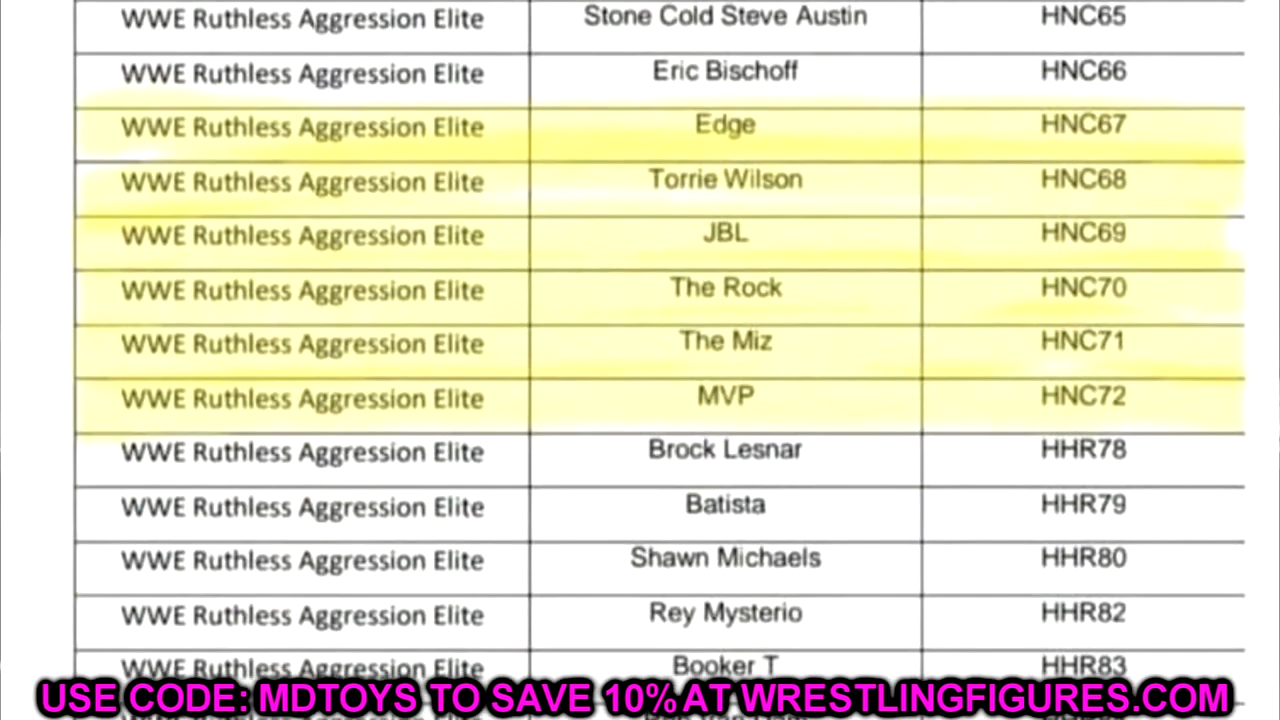 WWE Ruthless Aggression Elite Stone Cold Steve Austin HNC65
WWE Ruthless Aggression Elite Eric Bischoff HNC66
WWE Ruthless Aggression Elite Edge HNC67
WWE Ruthless Aggression Elite Torrie Wilson HNC68
WWE Ruthless Aggression Elite JBL HNC69
WWE Ruthless Aggression Elite The Rock HNC70
WWE Ruthless Aggression Elite The Miz HNC71
WWE Ruthless Aggression Elite MVP HNC72
WWE Ruthless Aggression Elite Brock Lesnar HHR78
WWE Ruthless Aggression Elite Batista HHR79
WWE Ruthless Aggression Elite Shawn Michaels HHR80
WWE Ruthless Aggression Elite Rey Mysterio HHR82
WWE Ruthless Aggression Elite Booker T HHR83
USE CODE: MDTOYS TO SAVE 10% AT WRESTLINGFIGURES.COM